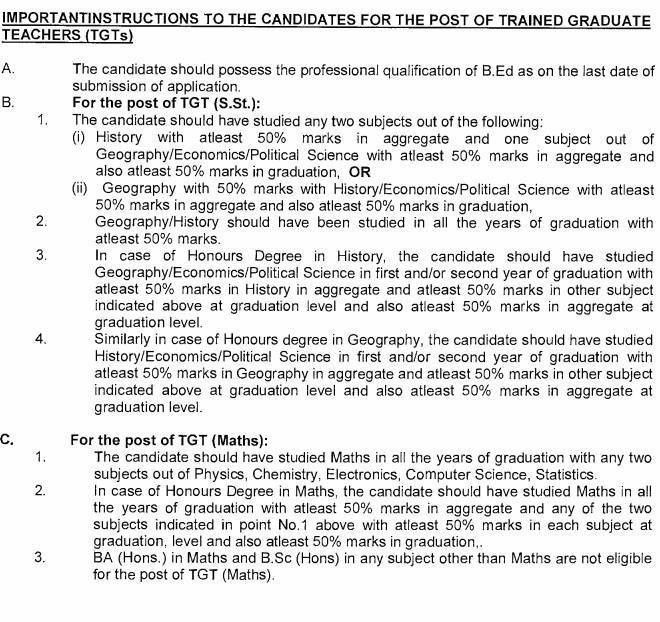 IMPORTANTINSTRUCTIONS TO THE CANDIDATES FOR THE POST OF TRAINED GRADUATE
TEACHERS (TGTs)
A. The candidate should possess the professional qualification of B.Ed as on the last date of
submission of application.
B. For the post of TGT (S.St.):
1. The candidate should have studied any two subjects out of the following:
(i) History with atleast 50% marks in aggregate and one subject out of
Geography/Economics/Political Science with atleast 50% marks in aggregate and
also atleast 50% marks in graduation, OR
(ii) Geography with 50% marks with History/Economics/Political Science with atleast
50% marks in aggregate and also atleast 50% marks in graduation,
2. Geography/History should have been studied in all the years of graduation with
atleast 50% marks.
3. In case of Honours Degree in History, the candidate should have studied
Geography/Economics/Political Science in first and/or second year of graduation with
atleast 50% marks in History in aggregate and atleast 50% marks in other subject
indicated above at graduation level and also atleast 50% marks in aggregate at
graduation level.
4. Similarly in case of Honours degree in Geography, the candidate should have studied
History/Economics/Political Science in first and/or second year of graduation with
atleast 50% marks in Geography in aggregate and atleast 50% marks in other subject
indicated above at graduation level and also atleast 50% marks in aggregate at
graduation level.
C. For the post of TGT (Maths):
1. The candidate should have studied Maths in all the years of graduation with any two
subjects out of Physics, Chemistry, Electronics, Computer Science, Statistics.
2. In case of Honours Degree in Maths, the candidate should have studied Maths in all
the years of graduation with atleast 50% marks in aggregate and any of the two
subjects indicated in point No.1 above with atleast 50% marks in each subject at
graduation, level and also atleast 50% marks in graduation,.
3. BA (Hons.) in Maths and B.Sc (Hons) in any subject other than Maths are not eligible
for the post of TGT (Maths).